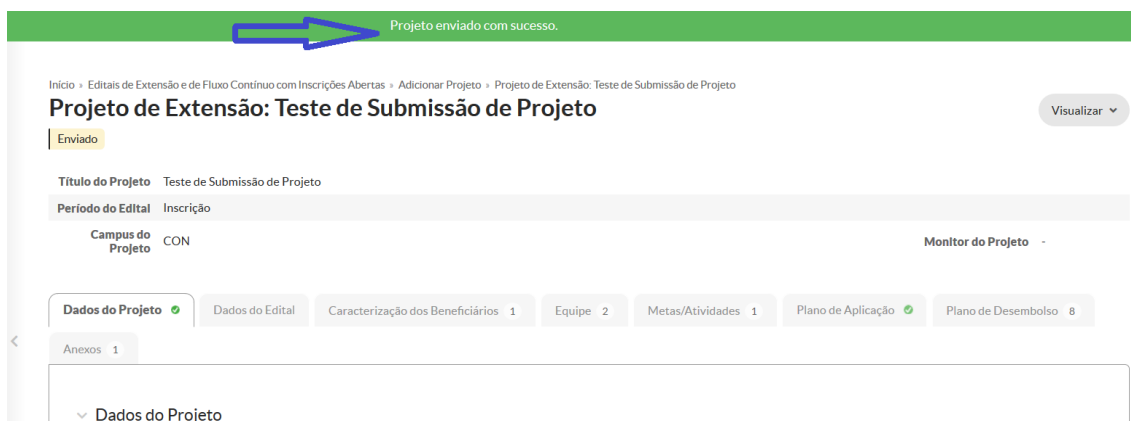 Projeto enviado com sucesso.
Início » Editais de Extensão e de Fluxo Contínuo com Inscrições Abertas » Adicionar Projeto » Projeto de Extensão: Teste de Submissão de Projeto
Projeto de Extensão: Teste de Submissão de Projeto
Visualizar
Enviado
Título do Projeto Teste de Submissão de Projeto
Período do Edital Inscrição
Campus do Projeto CON Monitor do Projeto -
Dados do Projeto Dados do Edital Caracterização dos Beneficiários 1 Equipe 2 Metas/Atividades 1 Plano de Aplicação Plano de Desembolso 8
Anexos 1
Dados do Projeto